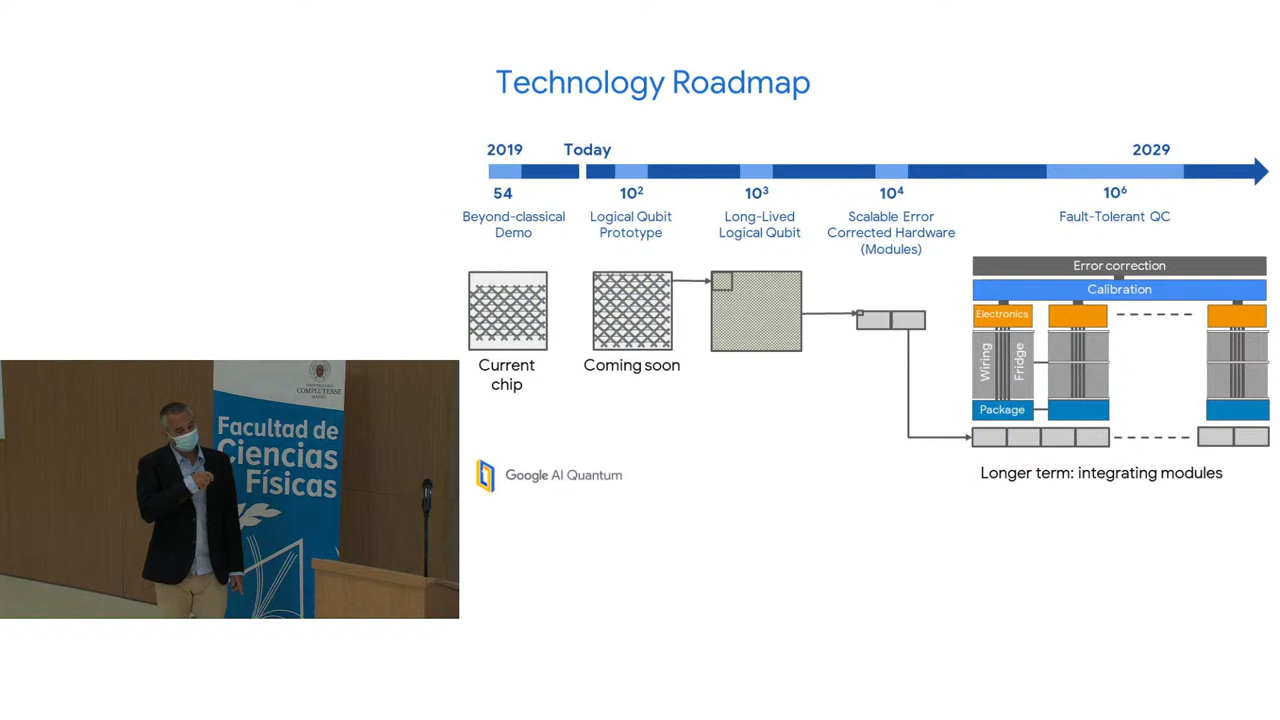 Technology Roadmap
2019
Today
2029
54
10²
10³
10⁴
10⁶
Beyond-classical
Demo
Logical Qubit
Prototype
Long-Lived
Logical Qubit
Scalable Error
Corrected Hardware
(Modules)
Fault-Tolerant QC
Error correction
Calibration
Electronics
Wiring
Fridge
Package
Current
chip
Coming soon
Longer term: integrating modules
Google AI Quantum
UNIVERSIDAD
COMPLUTENSE
MADRID
Facultad de
Ciencias
Físicas